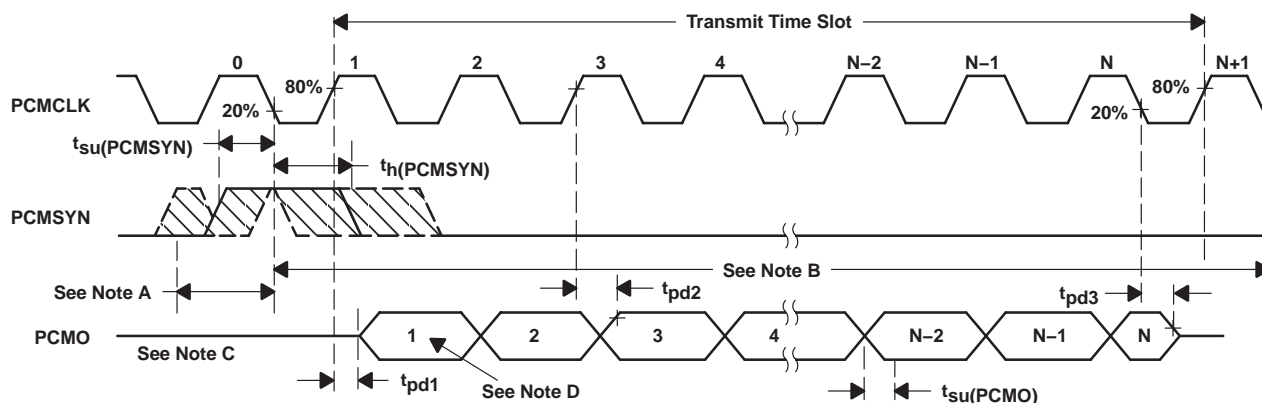 Transmit Time Slot
0 1 2 3 4 N–2 N–1 N N+1
PCMCLK
80%
20%
80%
20%
tsu(PCMSYN)
th(PCMSYN)
PCMSYN
See Note B
See Note A
tpd2
tpd3
PCMO
1 2 3 4 N–2 N–1 N
See Note C
tpd1
See Note D
tsu(PCMO)